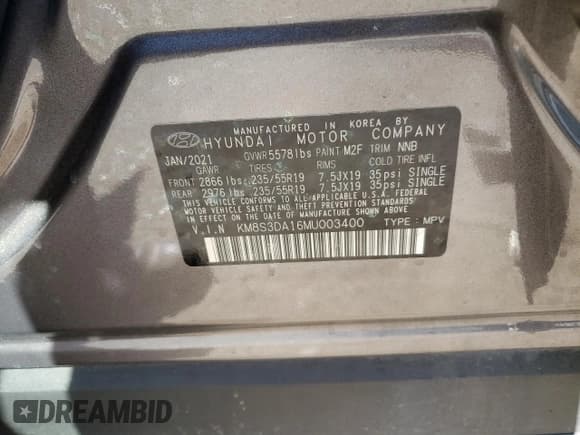 MANUFACTURED IN KOREA BY
HYUNDAI MOTOR COMPANY
JAN/2021 GVWR 5578lbs PAINT M2F TRIM NNB
GAWR TIRES RIMS COLD TIRE INFL
FRONT 2866 lbs 235/55R19 7.5JX19 35psi SINGLE
REAR 2976 lbs 235/55R19 7.5JX19 35psi SINGLE
THIS VEHICLE CONFORMS TO ALL APPLICABLE U.S.A FEDERAL
MOTOR VEHICLE SAFETY AND THEFT PREVENTION STANDARDS
IN EFFECT ON THE DATE OF MANUFACTURE SHOWN ABOVE.
V.I.N KM8S3DA16MU003400 TYPE : MPV
DREAMBID